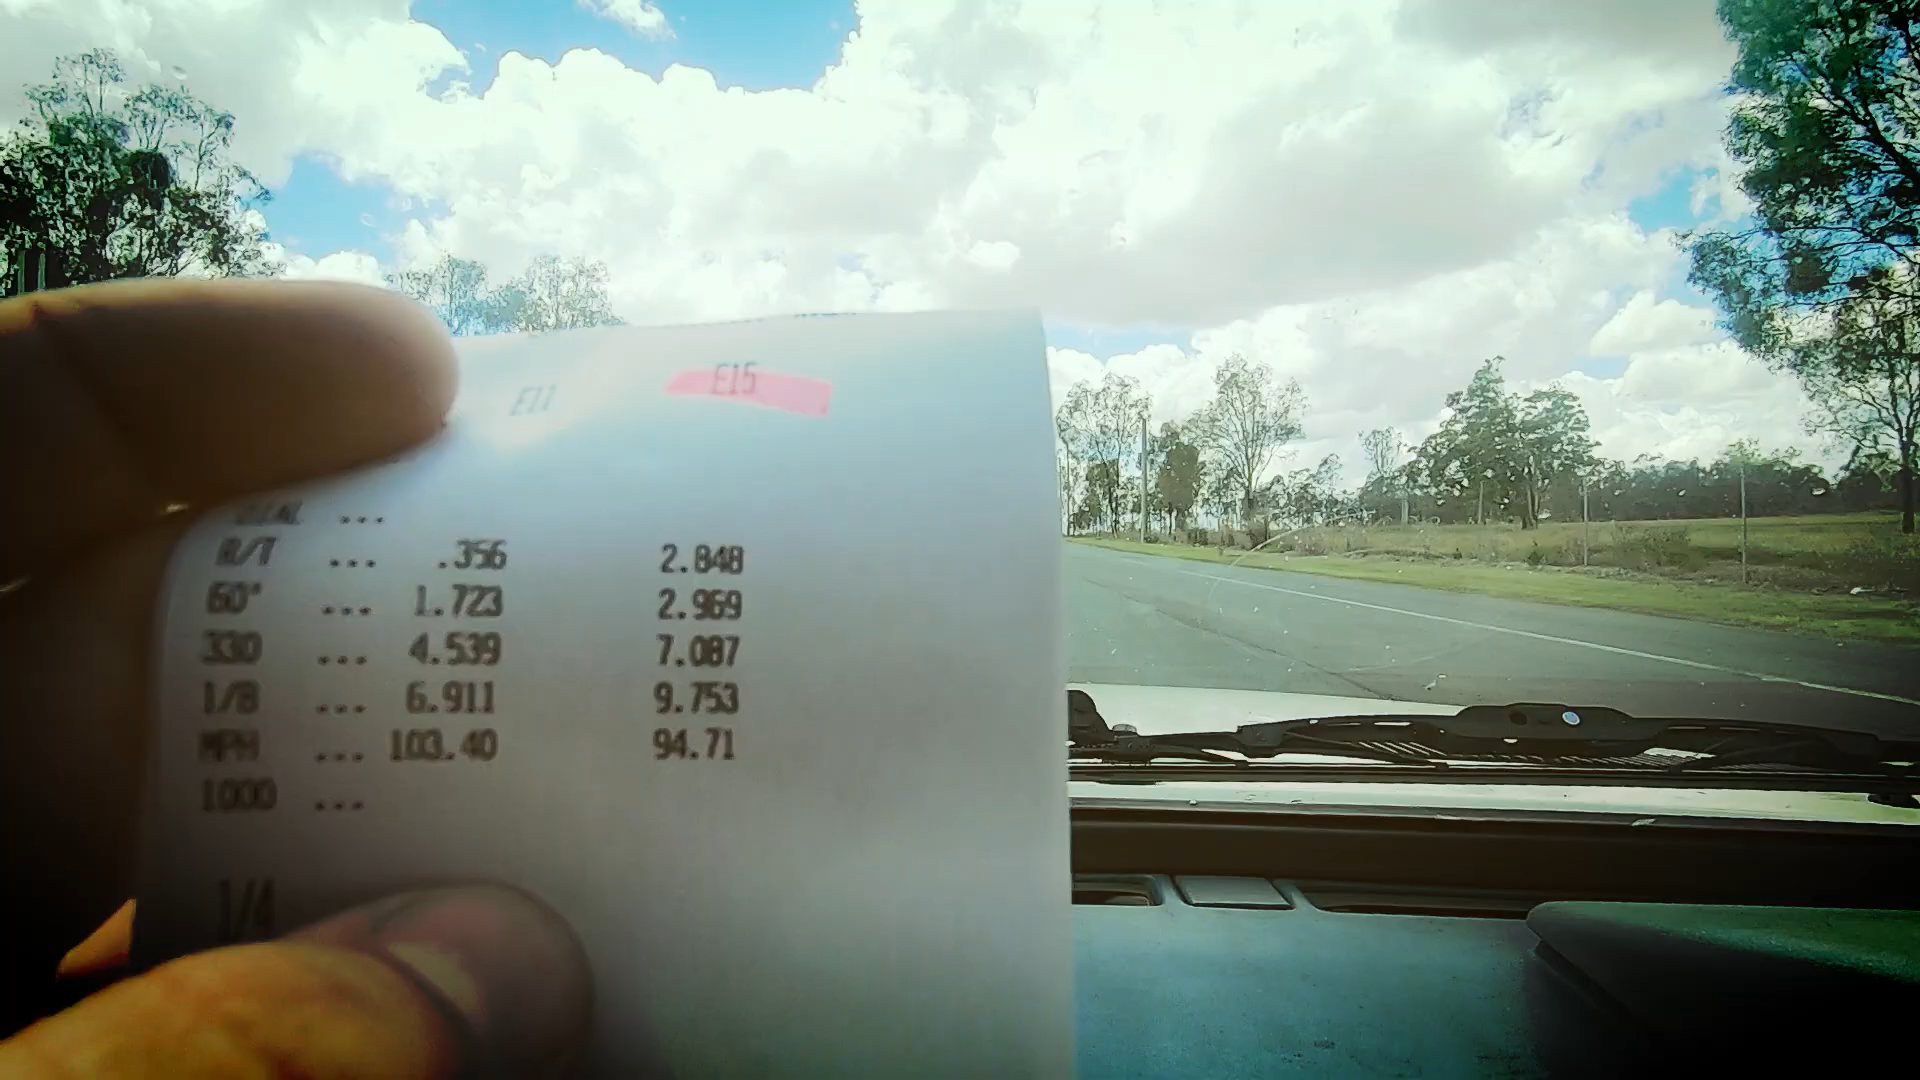 E11 E15
R/T ... .356 2.848
60' ... 1.723 2.969
330 ... 4.539 7.087
1/8 ... 6.911 9.753
MPH ... 103.40 94.71
1000 ...
1/4